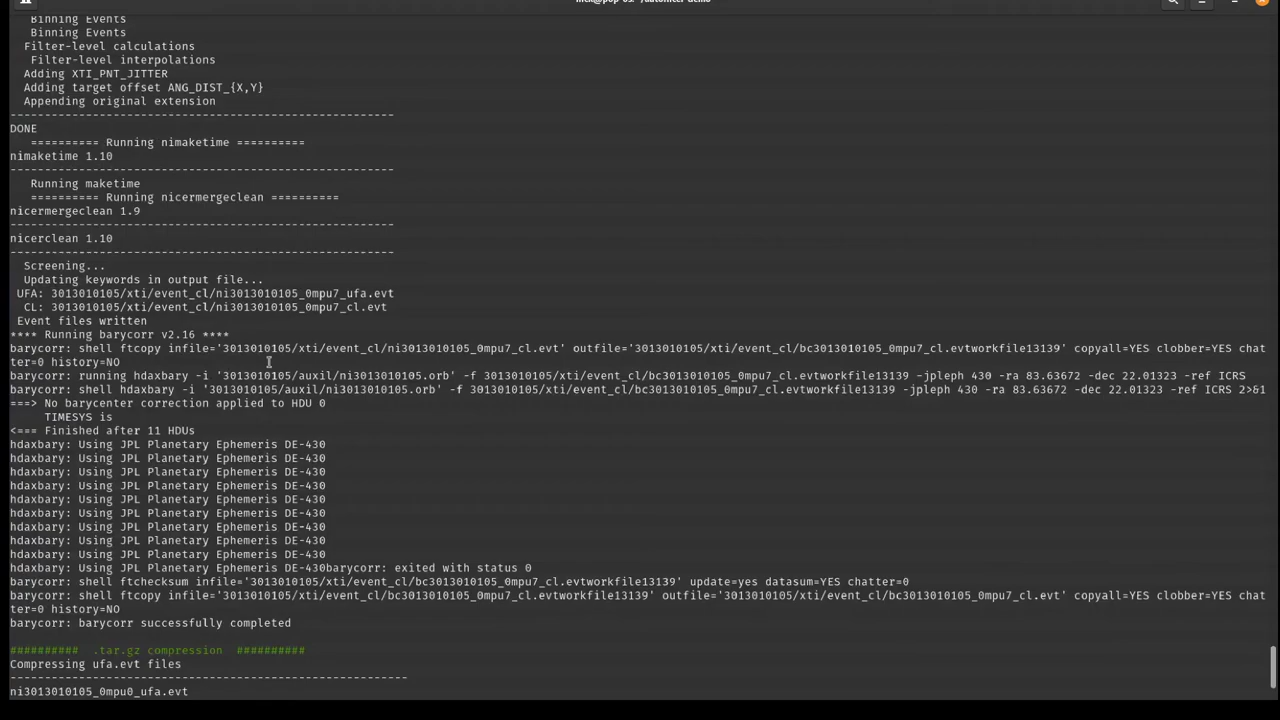 Binning Events
Binning Events
Filter-level calculations
Filter-level interpolations
Adding XTI_PNT_JITTER
Adding target offset ANG_DIST_{X,Y}
Appending original extension
--------------------------------------------------------
DONE
========== Running nimaketime ==========
nimaketime 1.10
--------------------------------------------------------
Running maketime
========== Running nicermergeclean ==========
nicermergeclean 1.9
--------------------------------------------------------
nicerclean 1.10
--------------------------------------------------------
Screening...
Updating keywords in output file...
UFA: 3013010105/xti/event_cl/ni3013010105_0mpu7_ufa.evt
CL: 3013010105/xti/event_cl/ni3013010105_0mpu7_cl.evt
Event files written
**** Running barycorr v2.16 ****
barycorr: shell ftcopy infile='3013010105/xti/event_cl/ni3013010105_0mpu7_cl.evt' outfile='3013010105/xti/event_cl/bc3013010105_0mpu7_cl.evtworkfile13139' copyall=YES clobber=YES chat
ter=0 history=NO
barycorr: running hdaxbary -i '3013010105/auxil/ni3013010105.orb' -f 3013010105/xti/event_cl/bc3013010105_0mpu7_cl.evtworkfile13139 -jpleph 430 -ra 83.63672 -dec 22.01323 -ref ICRS
barycorr: shell hdaxbary -i '3013010105/auxil/ni3013010105.orb' -f 3013010105/xti/event_cl/bc3013010105_0mpu7_cl.evtworkfile13139 -jpleph 430 -ra 83.63672 -dec 22.01323 -ref ICRS 2>&1
===> No barycenter correction applied to HDU 0
TIMESYS is
<=== Finished after 11 HDUs
hdaxbary: Using JPL Planetary Ephemeris DE-430
hdaxbary: Using JPL Planetary Ephemeris DE-430
hdaxbary: Using JPL Planetary Ephemeris DE-430
hdaxbary: Using JPL Planetary Ephemeris DE-430
hdaxbary: Using JPL Planetary Ephemeris DE-430
hdaxbary: Using JPL Planetary Ephemeris DE-430
hdaxbary: Using JPL Planetary Ephemeris DE-430
hdaxbary: Using JPL Planetary Ephemeris DE-430
hdaxbary: Using JPL Planetary Ephemeris DE-430
hdaxbary: Using JPL Planetary Ephemeris DE-430barycorr: exited with status 0
barycorr: shell ftchecksum infile='3013010105/xti/event_cl/bc3013010105_0mpu7_cl.evtworkfile13139' update=yes datasum=YES chatter=0
barycorr: shell ftcopy infile='3013010105/xti/event_cl/bc3013010105_0mpu7_cl.evtworkfile13139' outfile='3013010105/xti/event_cl/bc3013010105_0mpu7_cl.evt' copyall=YES clobber=YES chat
ter=0 history=NO
barycorr: barycorr successfully completed
########## .tar.gz compression ##########
Compressing ufa.evt files
----------------------------------------------------------
ni3013010105_0mpu0_ufa.evt